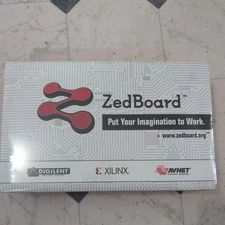 ZedBoard™
Put Your Imagination to Work.
www.zedboard.org
DIGILENT
XILINX
AVNET